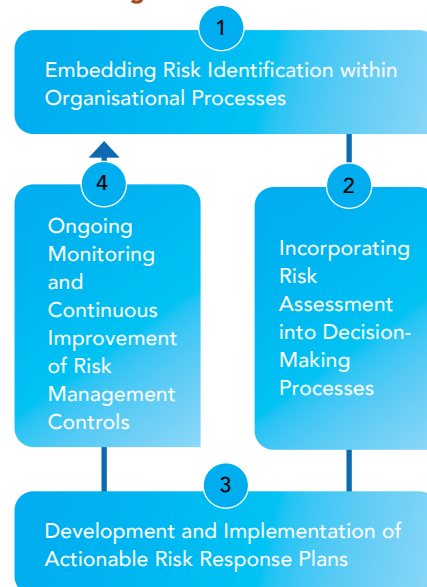 1
Embedding Risk Identification within
Organisational Processes
2
Incorporating
Risk
Assessment
into Decision-
Making
Processes
3
Development and Implementation of
Actionable Risk Response Plans
4
Ongoing
Monitoring
and
Continuous
Improvement
of Risk
Management
Controls